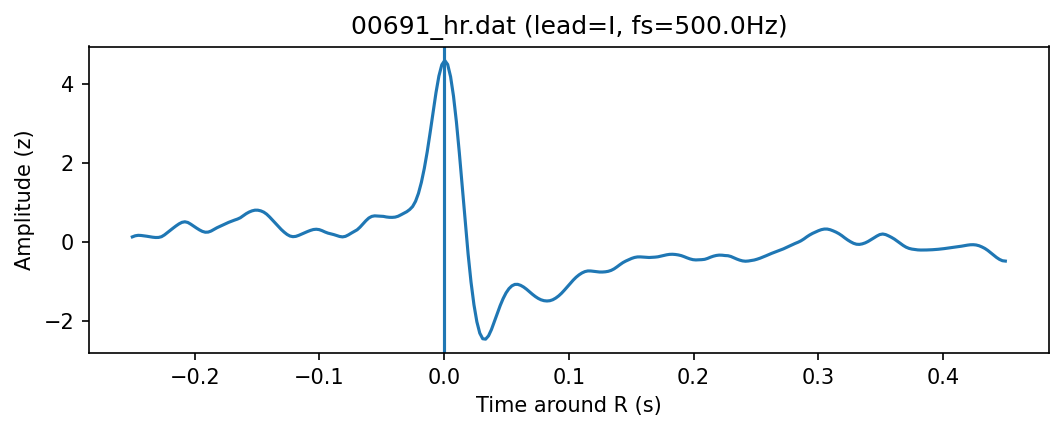 00691_hr.dat (lead=I, fs=500.0Hz)
Amplitude (z)
4
2
0
−2
−0.2 −0.1 0.0 0.1 0.2 0.3 0.4
Time around R (s)